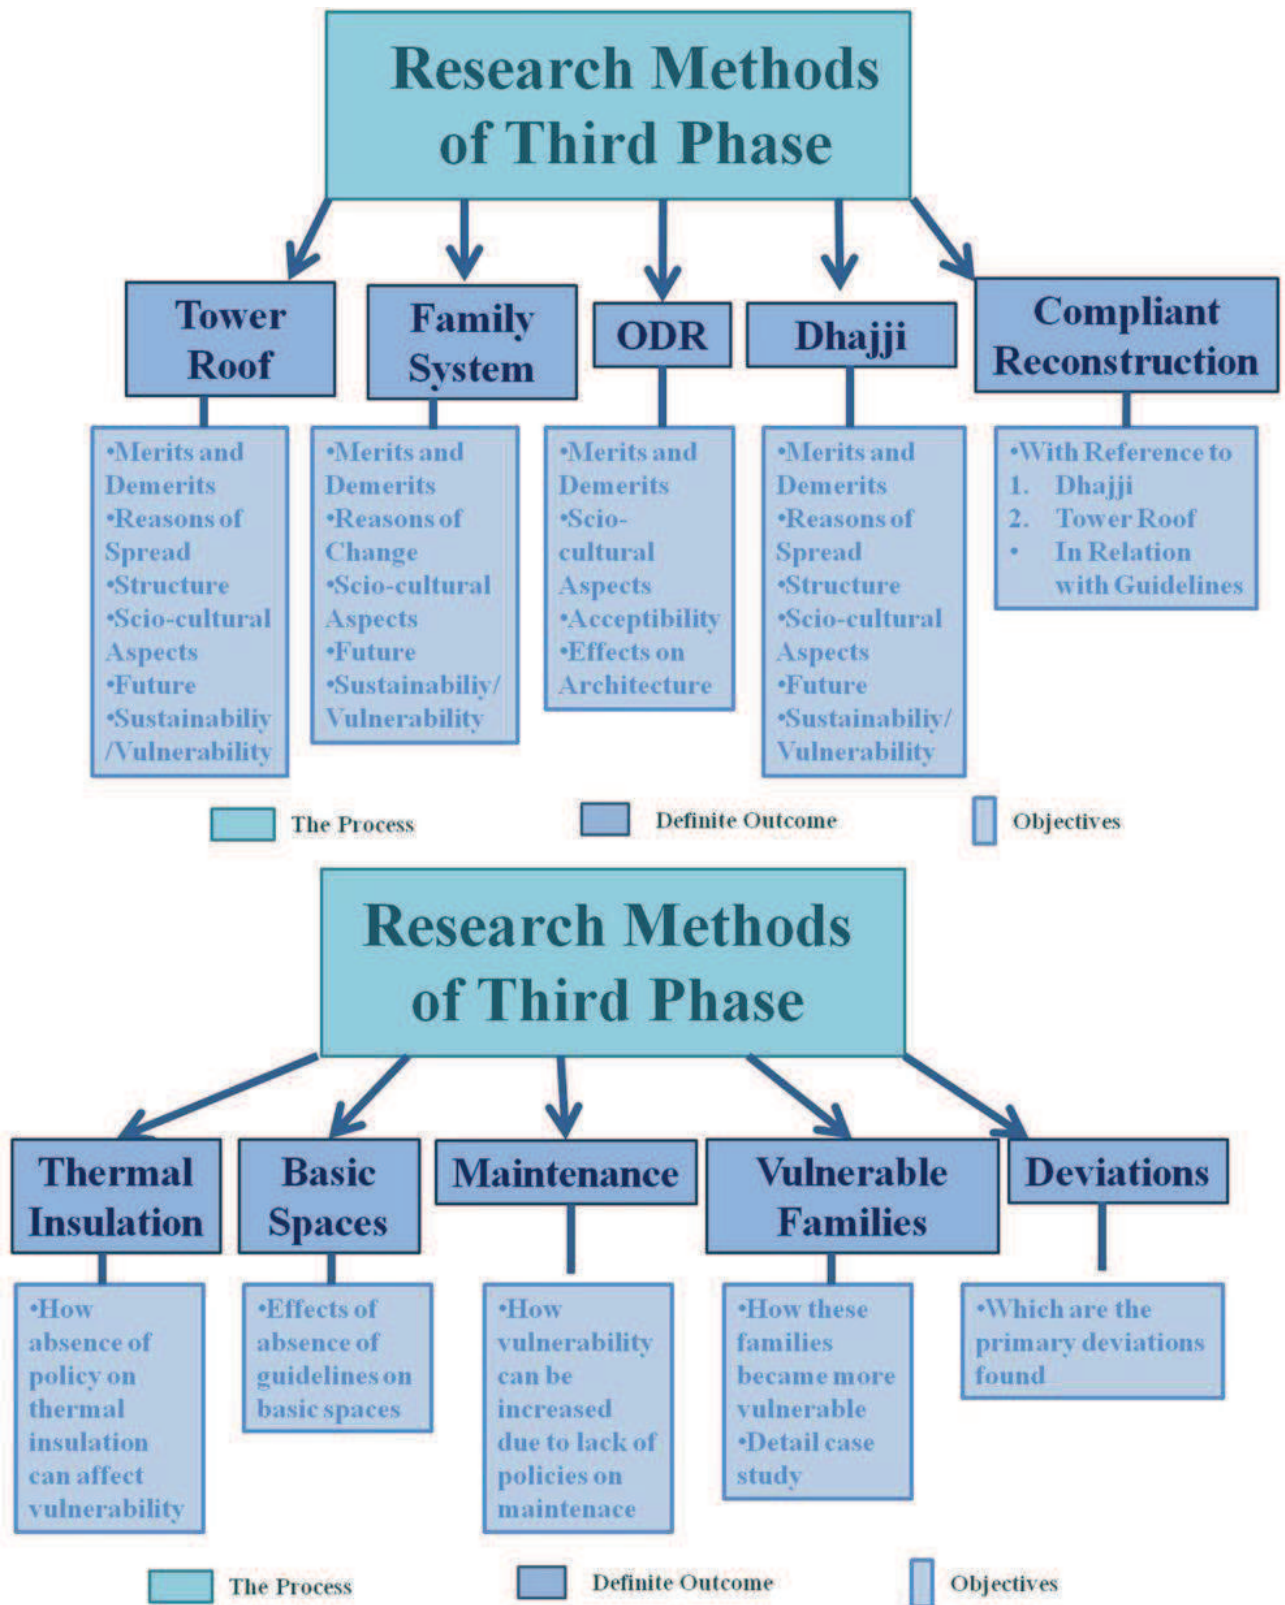 Research Methods
of Third Phase
Tower
Roof
Family
System
ODR
Dhajji
Compliant
Reconstruction
•Merits and
Demerits
•Reasons of
Spread
•Structure
•Scio-cultural
Aspects
•Future
•Sustainabiliy
/Vulnerability
•Merits and
Demerits
•Reasons of
Change
•Scio-cultural
Aspects
•Future
•Sustainabiliy/
Vulnerability
•Merits and
Demerits
•Scio-
cultural
Aspects
•Acceptibility
•Effects on
Architecture
•Merits and
Demerits
•Reasons of
Spread
•Structure
•Scio-cultural
Aspects
•Future
•Sustainabiliy/
Vulnerability
•With Reference to
1. Dhajji
2. Tower Roof
• In Relation
with Guidelines
The Process
Definite Outcome
Objectives
Research Methods
of Third Phase
Thermal
Insulation
Basic
Spaces
Maintenance
Vulnerable
Families
Deviations
•How
absence of
policy on
thermal
insulation
can affect
vulnerability
•Effects of
absence of
guidelines on
basic spaces
•How
vulnerability
can be
increased
due to lack of
policies on
maintenace
•How these
families
became more
vulnerable
•Detail case
study
•Which are the
primary deviations
found
The Process
Definite Outcome
Objectives